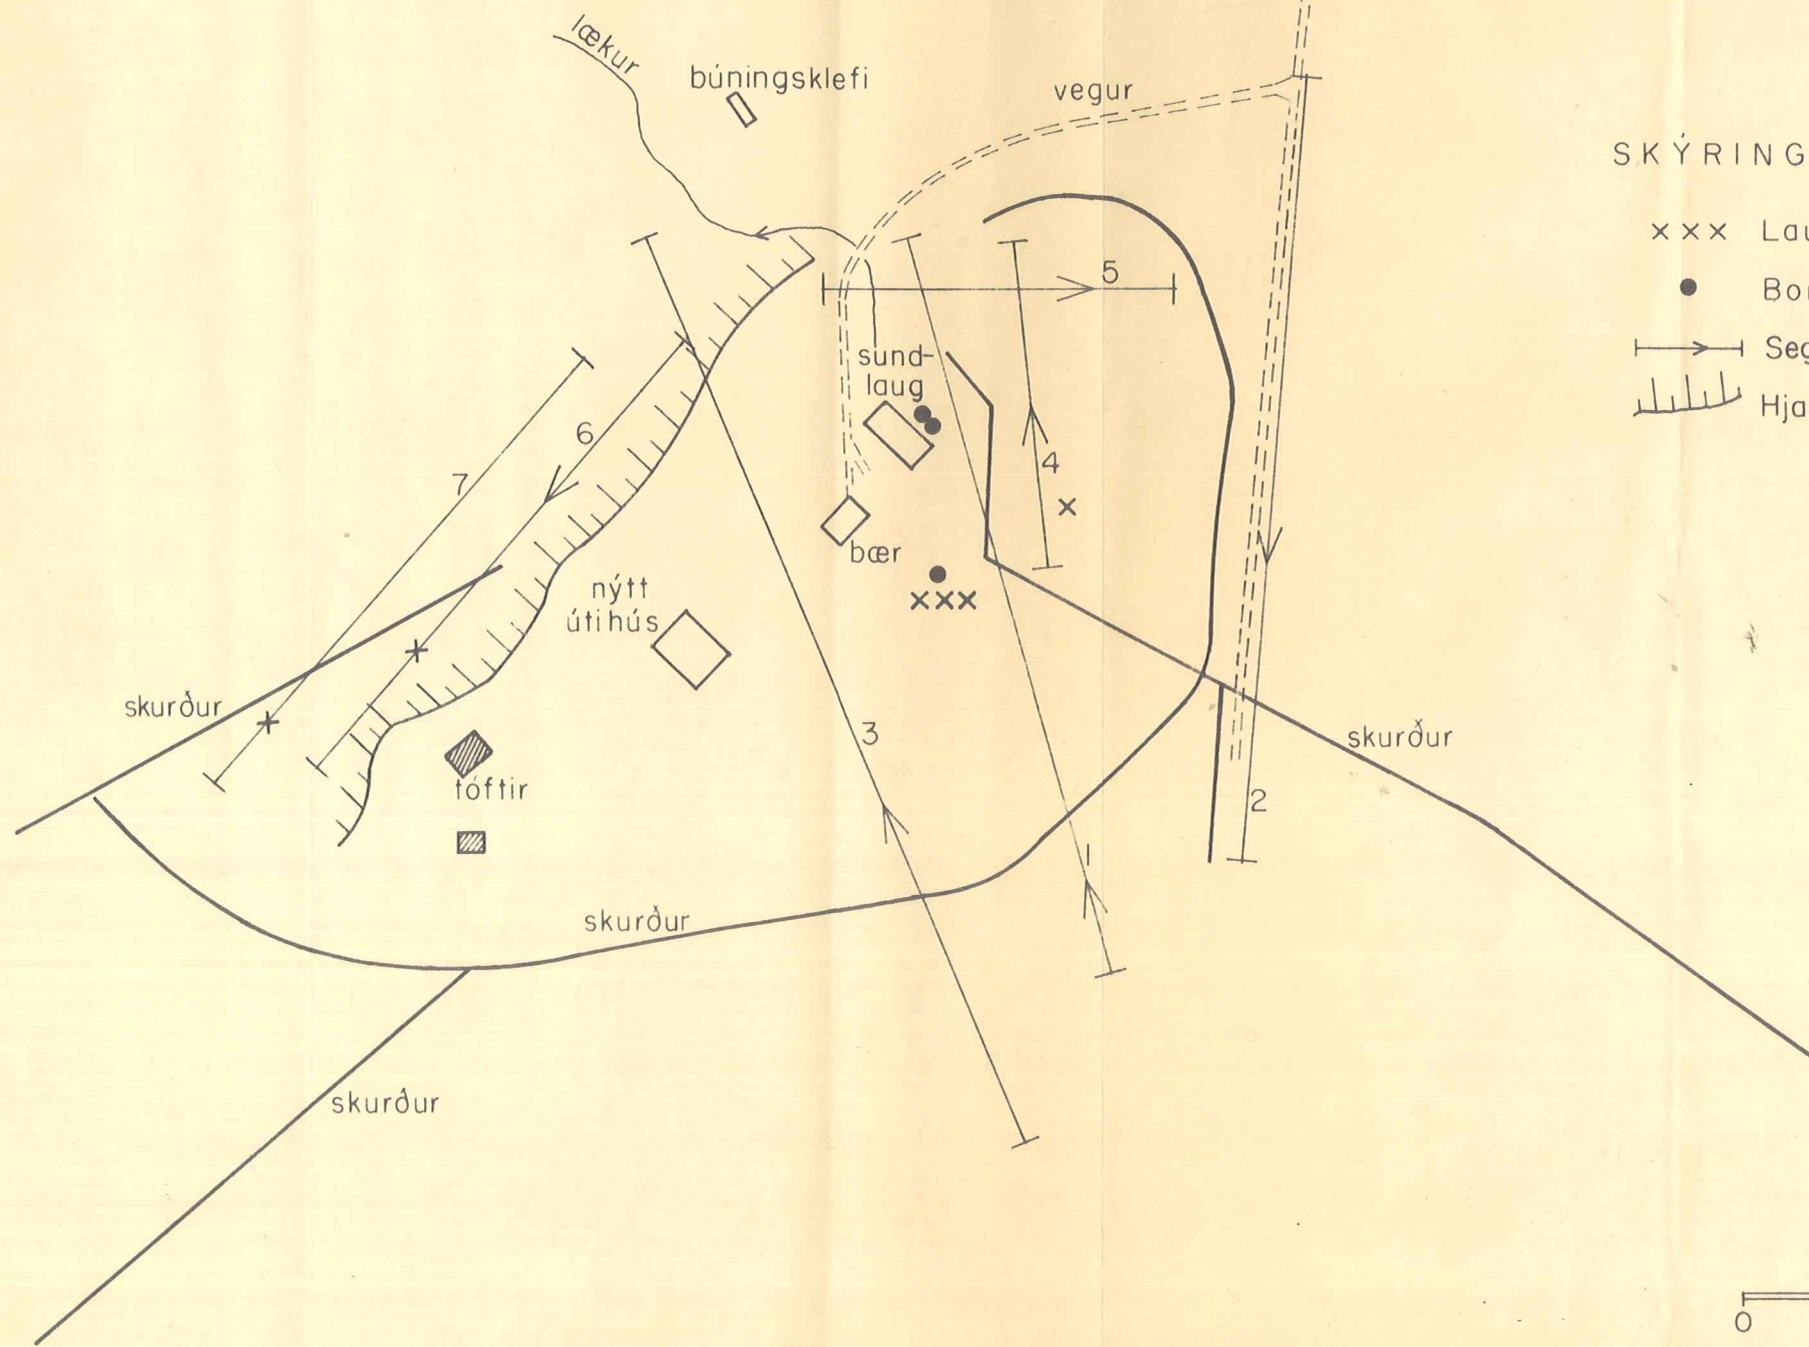 lækur
búningsklefi
vegur
SKÝRING
××× Lau
Bor
Seg
Hja
5
sund-
laug
6
7
4
bær
nýtt
útihús
skurður
3
skurður
tóftir
2
1
skurður
skurður
0